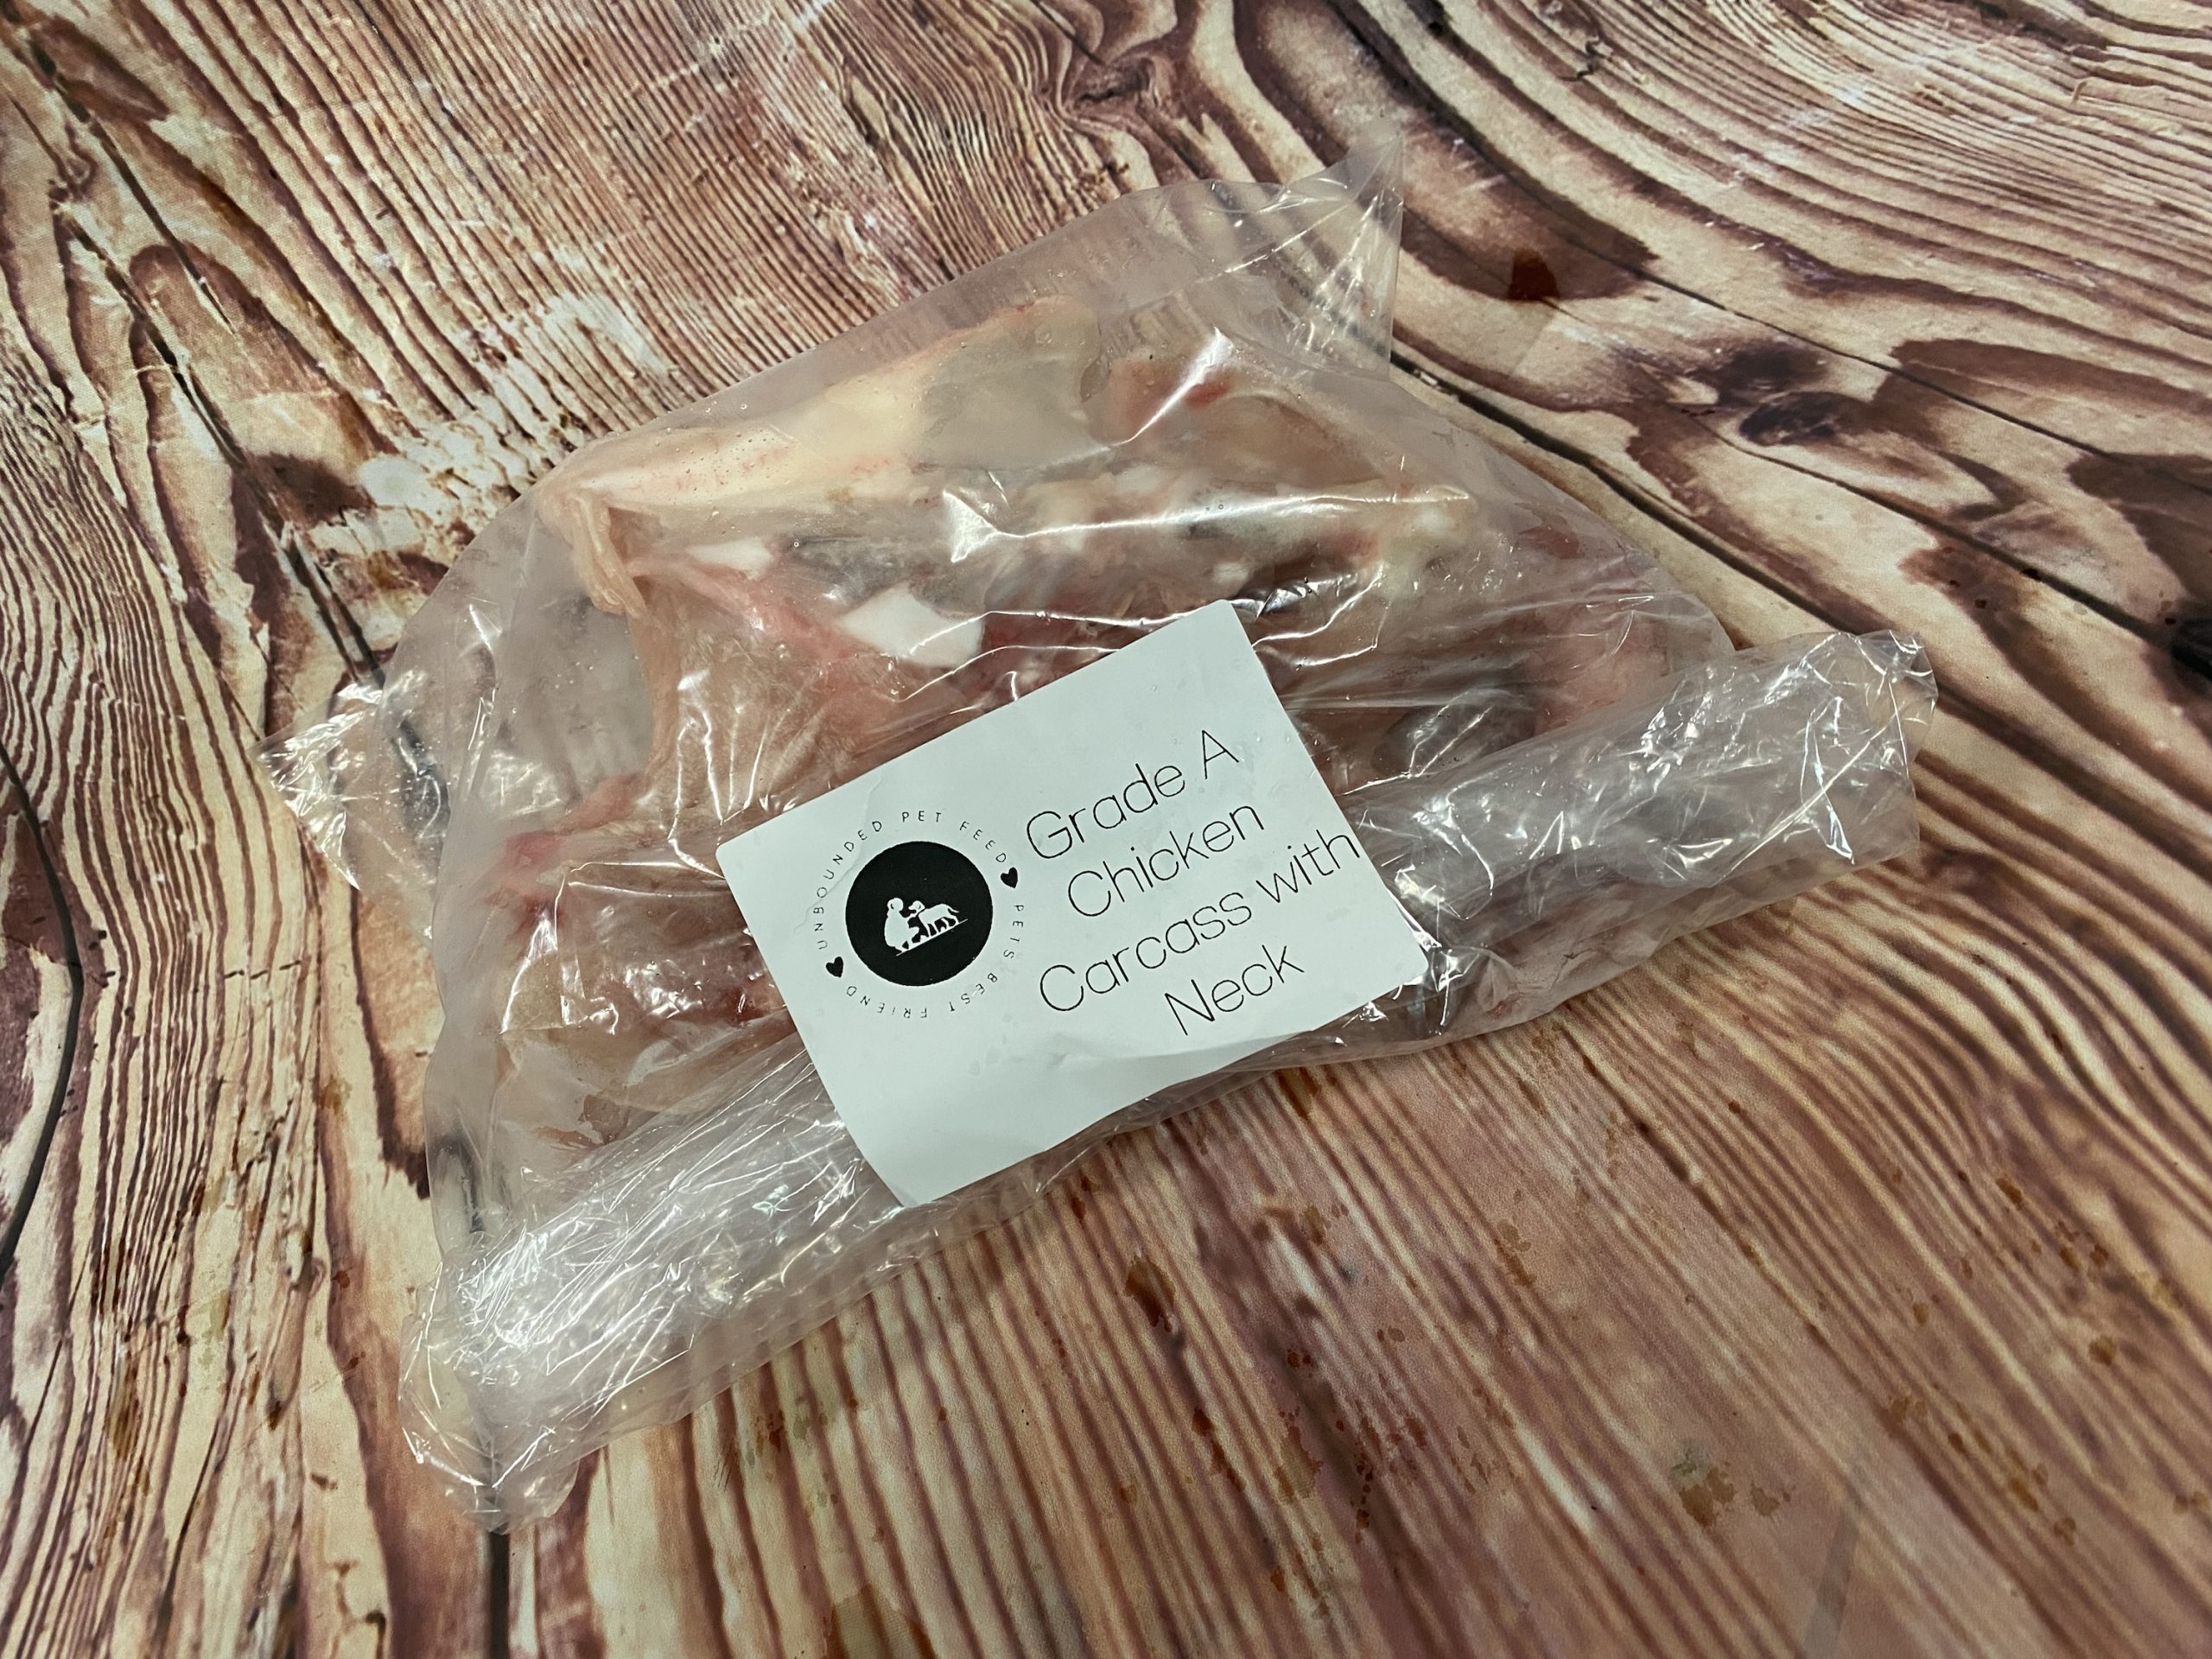 UNBOUNDED PET FEED
PETS BEST FRIEND
Grade A
Chicken
Carcass with
Neck